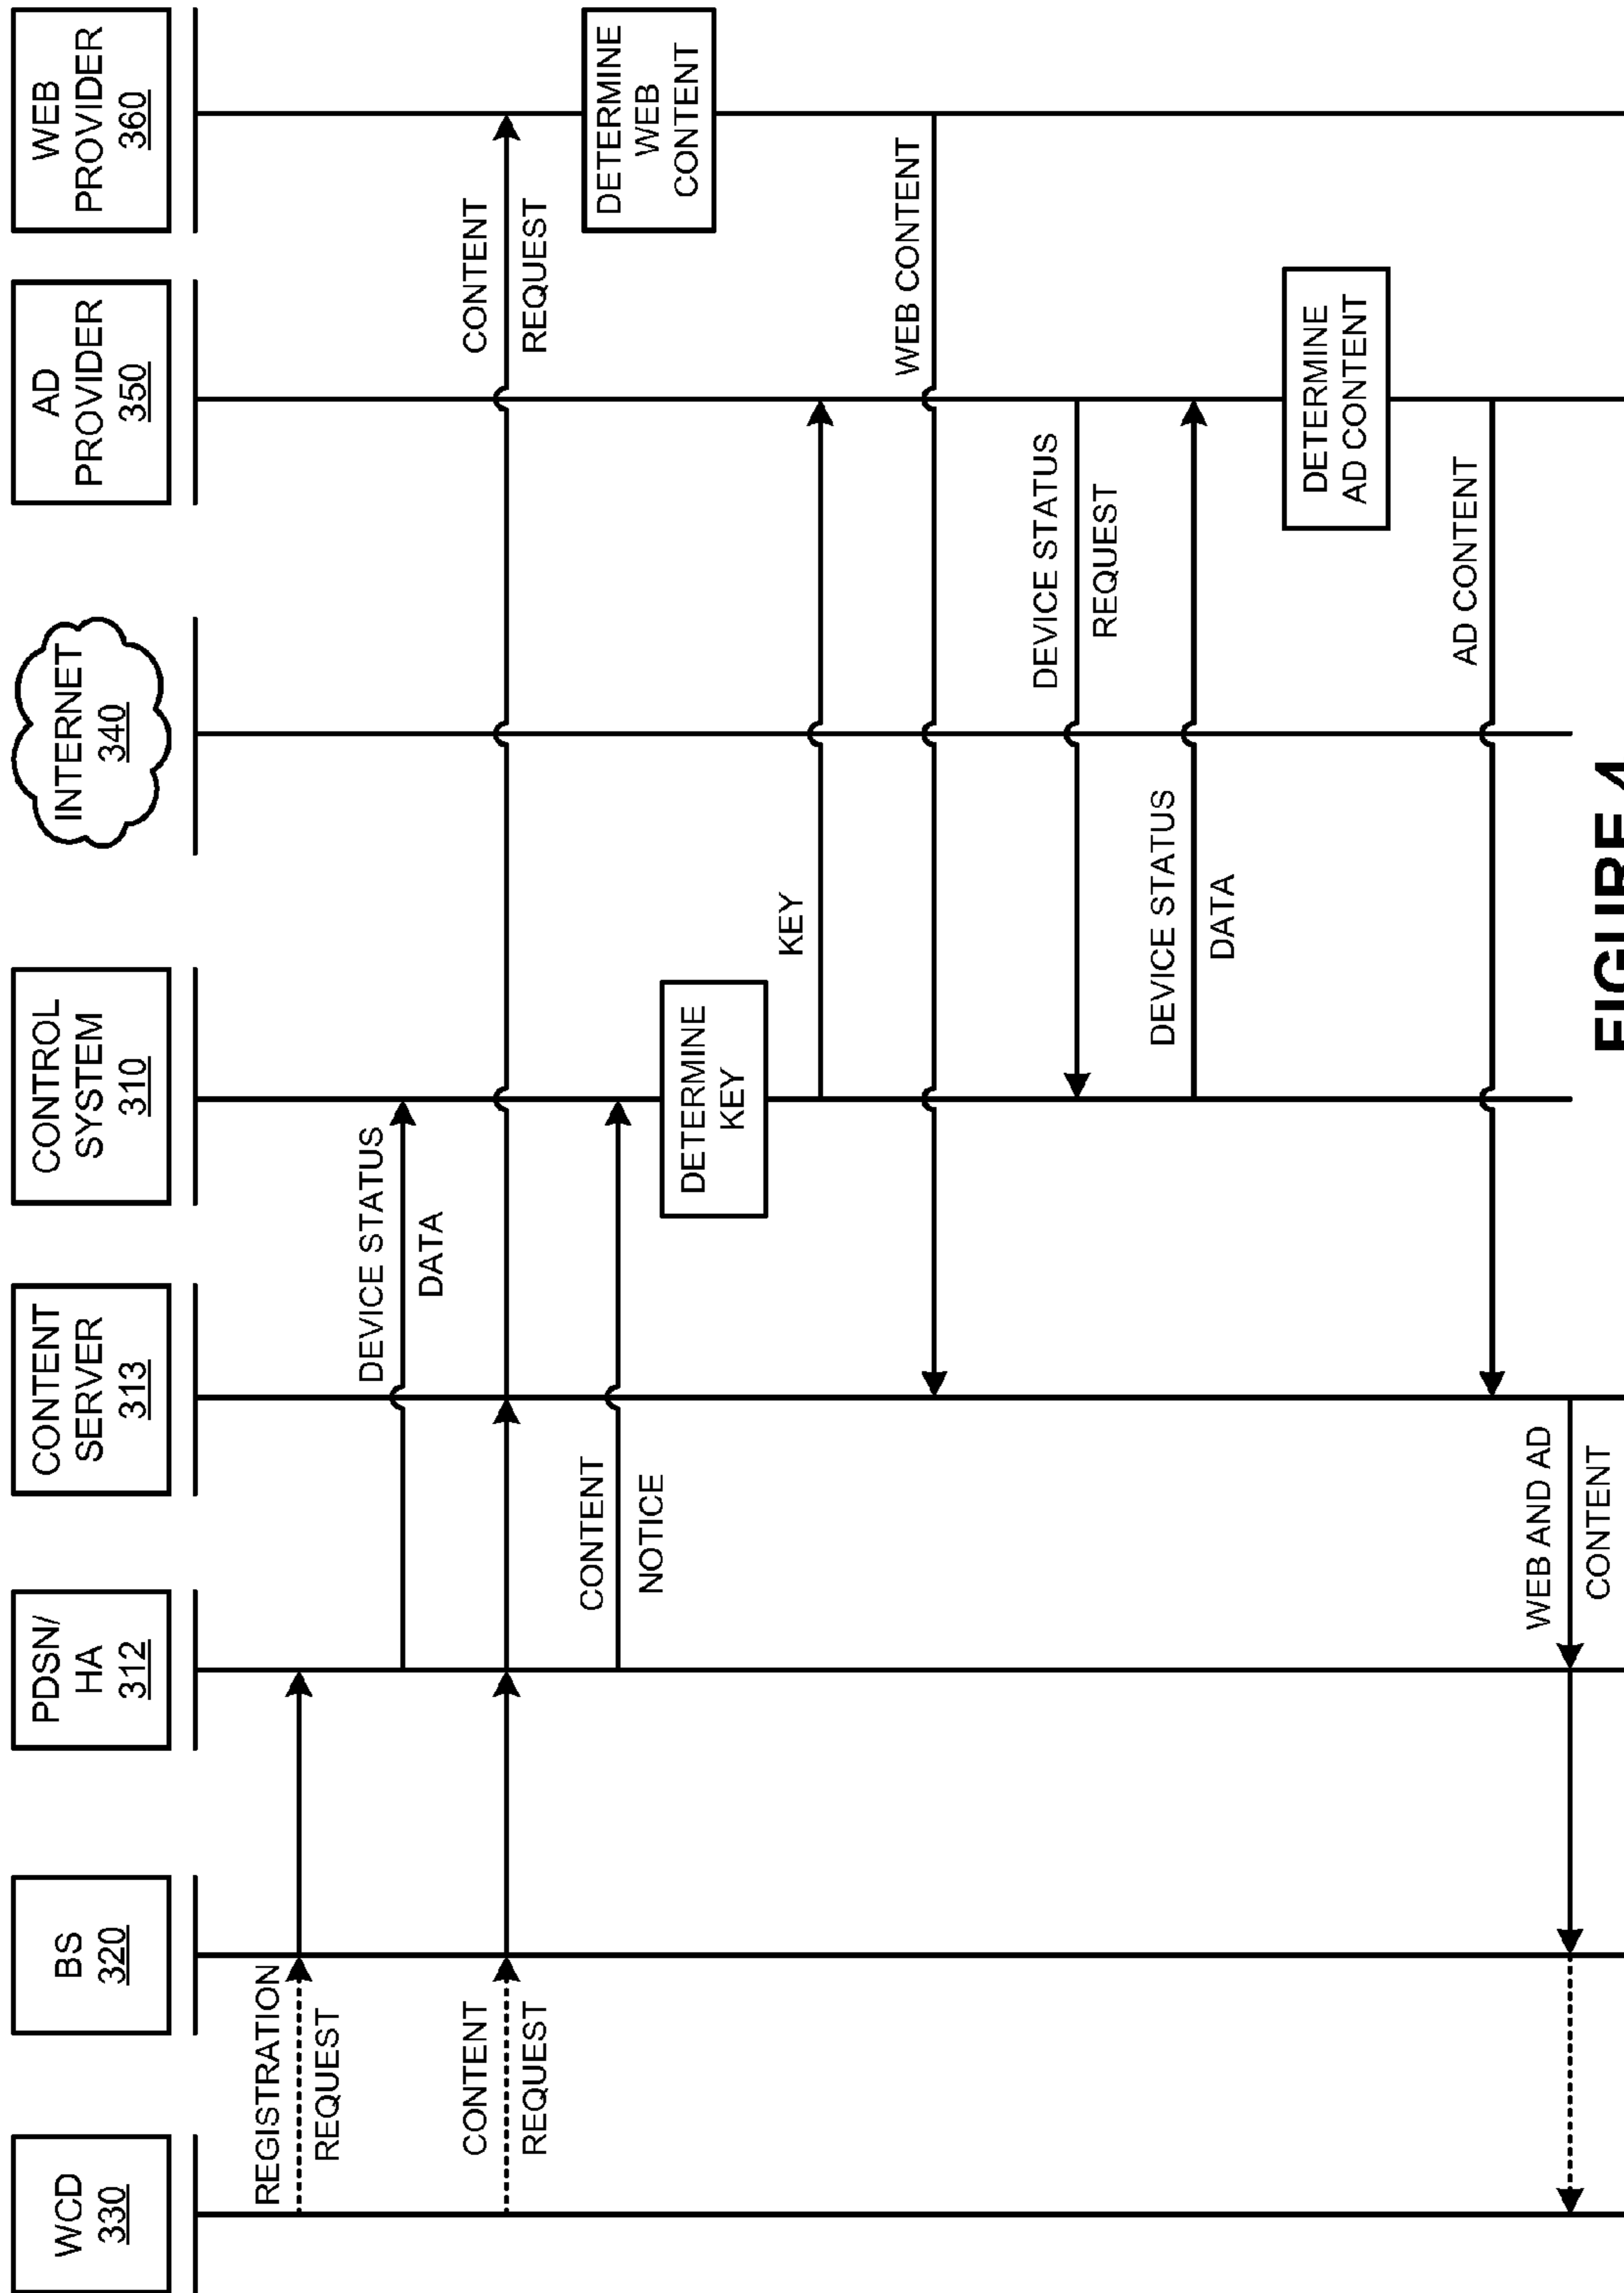 WCD
330
BS
320
PDSN/
HA
312
CONTENT
SERVER
313
CONTROL
SYSTEM
310
INTERNET
340
AD
PROVIDER
350
WEB
PROVIDER
360
REGISTRATION
REQUEST
DEVICE STATUS
DATA
CONTENT
REQUEST
CONTENT
REQUEST
CONTENT
NOTICE
DETERMINE
WEB
CONTENT
DETERMINE
KEY
KEY
WEB CONTENT
DEVICE STATUS
REQUEST
DEVICE STATUS
DATA
DETERMINE
AD CONTENT
AD CONTENT
WEB AND AD
CONTENT
FIGURE 4